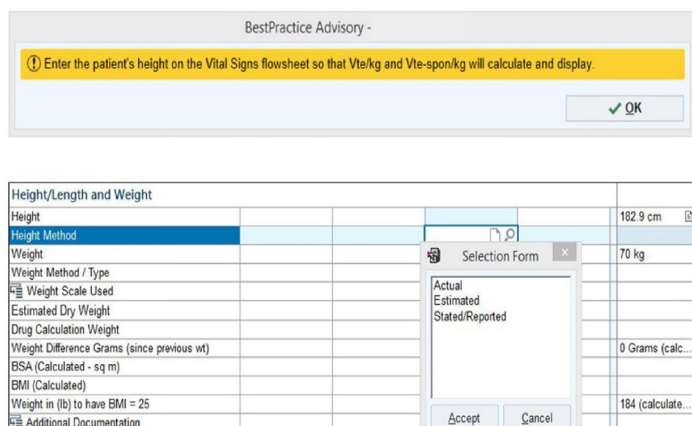 BestPractice Advisory -
Enter the patient's height on the Vital Signs flowsheet so that Vte/kg and Vte-spon/kg will calculate and display.
OK
Height/Length and Weight
Height 182.9 cm
Height Method
Weight 70 kg
Selection Form
Weight Method / Type
Actual
Weight Scale Used
Estimated
Estimated Dry Weight
Stated/Reported
Drug Calculation Weight
Weight Difference Grams (since previous wt) 0 Grams (calc...
BSA (Calculated - sq m)
BMI (Calculated)
Weight in (lb) to have BMI = 25 184 (calculate...
Accept Cancel
Additional Documentation